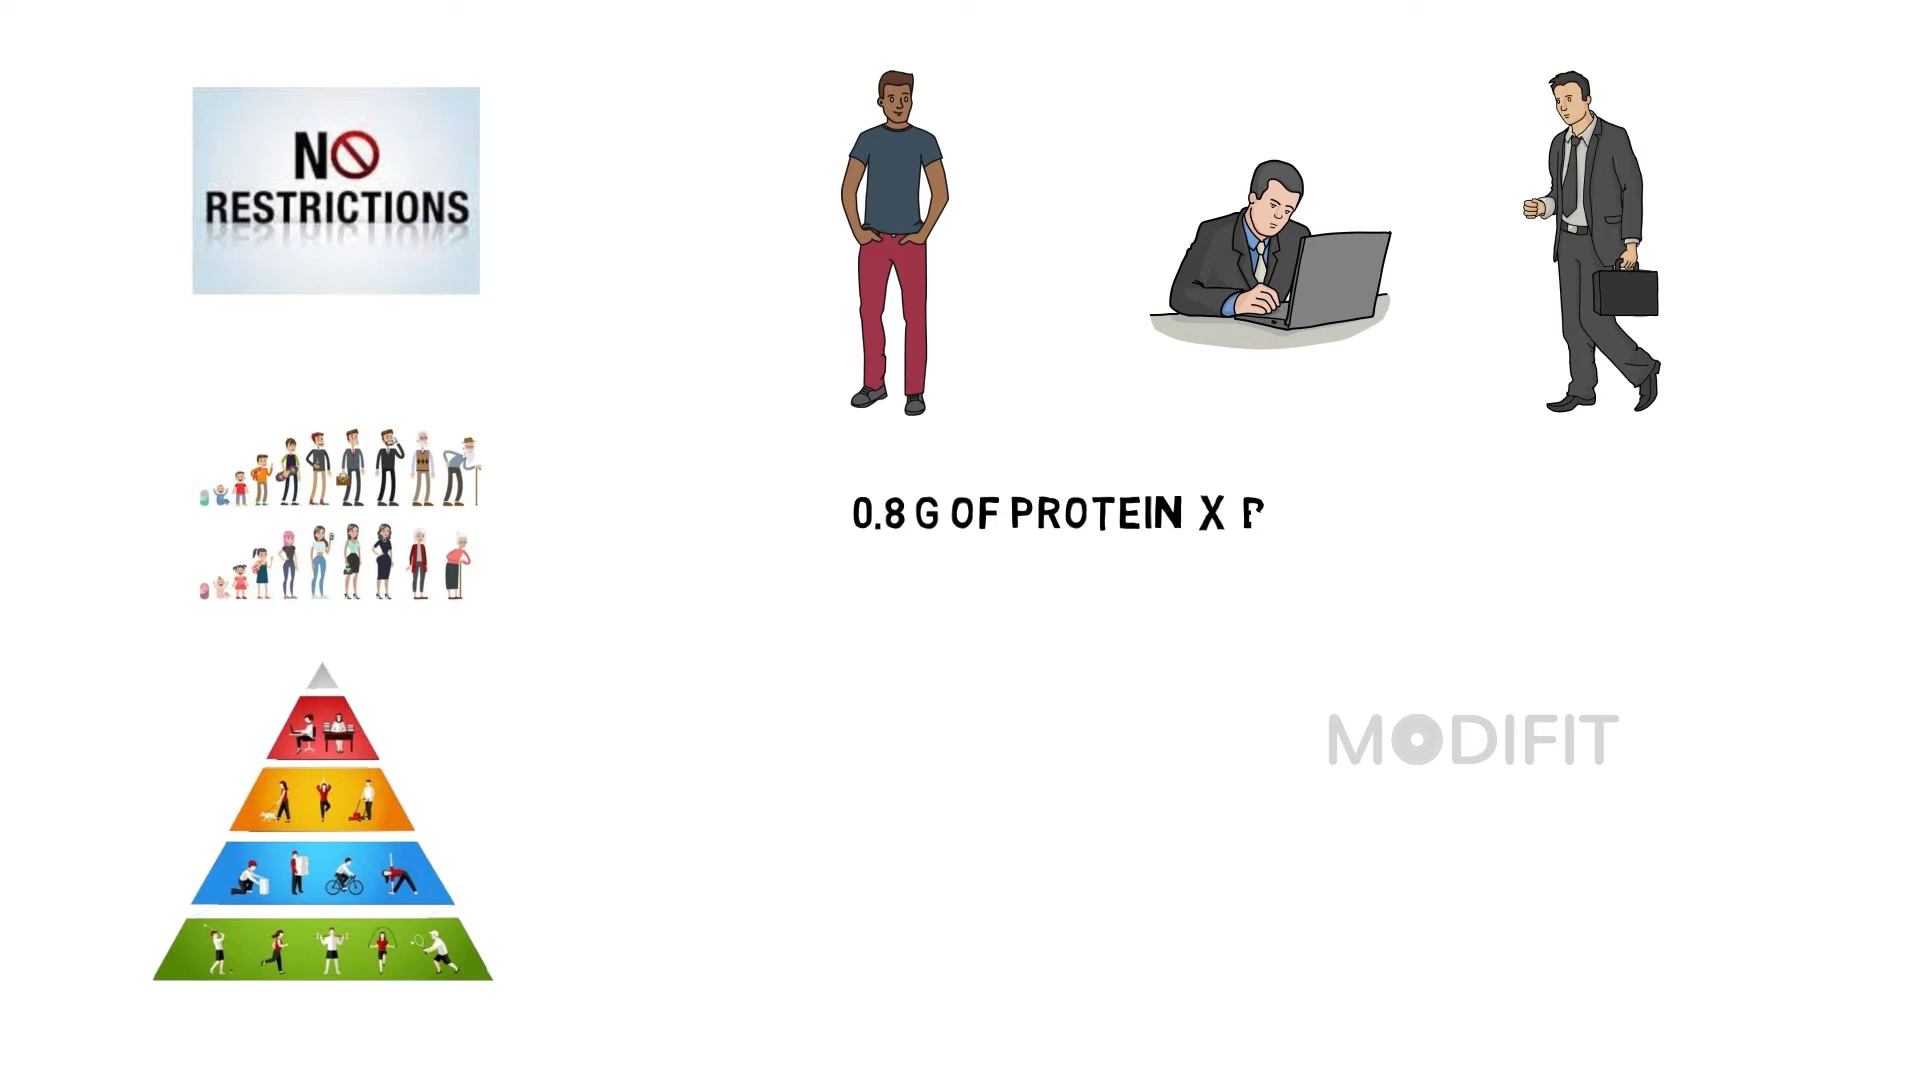 NO
RESTRICTIONS
0.8 G OF PROTEIN X P
MODIFIT